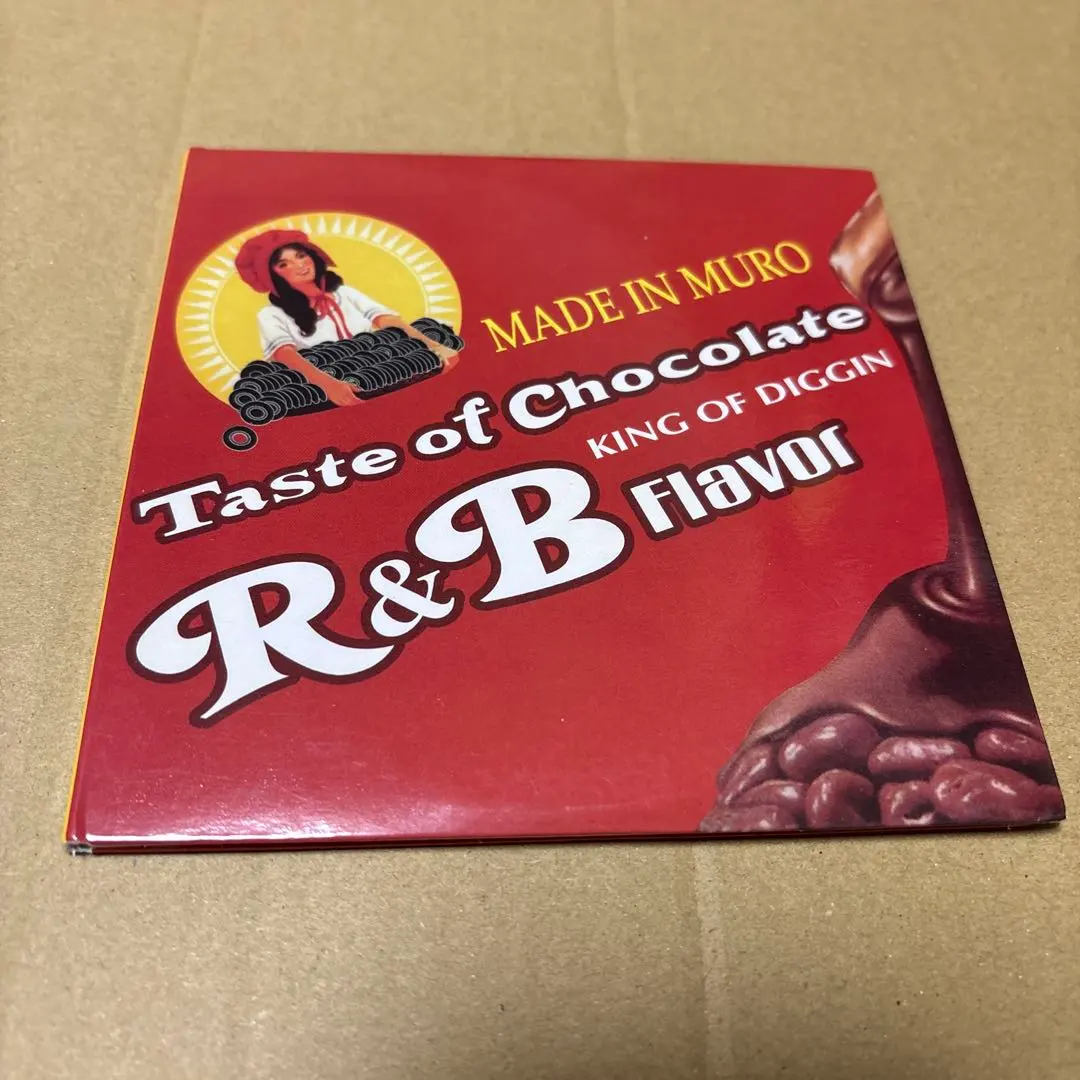 MADE IN MURO
Taste of Chocolate
KING OF DIGGIN
R&B Flavor